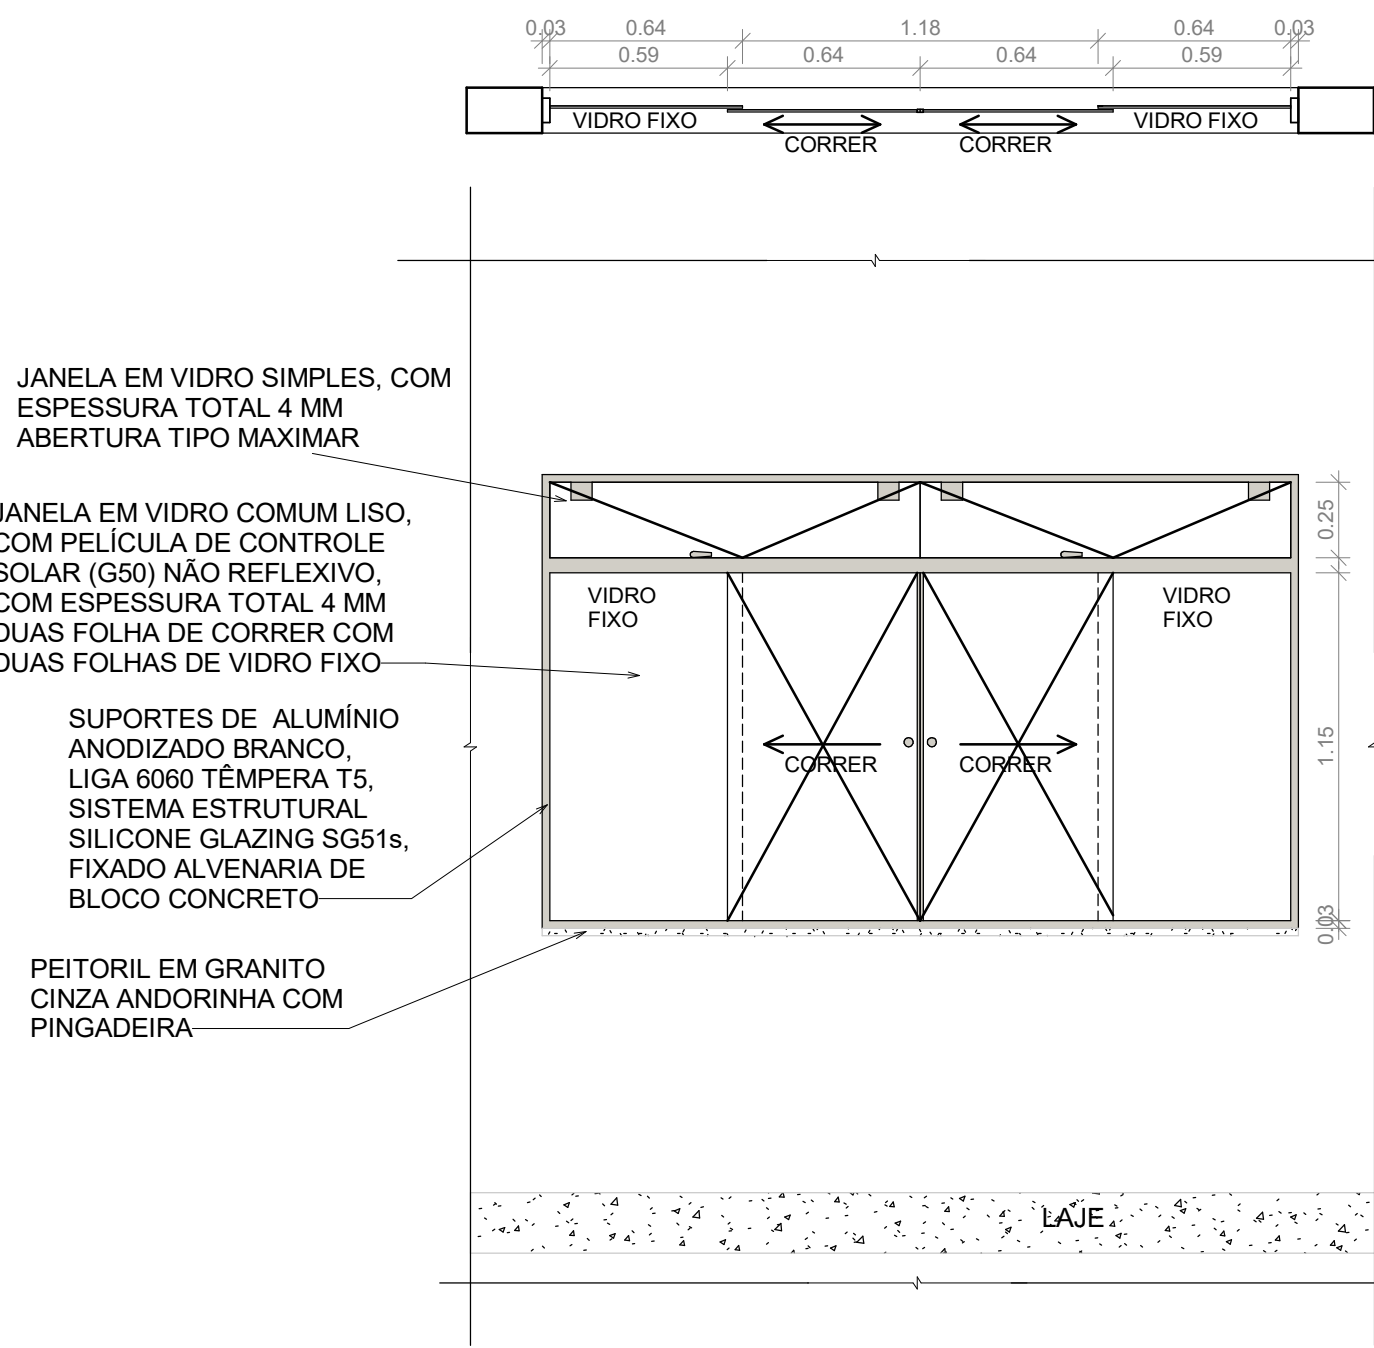 0.03 0.64 1.18 0.64 0.03
0.59 0.64 0.64 0.59
VIDRO FIXO VIDRO FIXO
CORRER CORRER
JANELA EM VIDRO SIMPLES, COM
ESPESSURA TOTAL 4 MM
ABERTURA TIPO MAXIMAR
JANELA EM VIDRO COMUM LISO,
COM PELÍCULA DE CONTROLE
SOLAR (G50) NÃO REFLEXIVO,
COM ESPESSURA TOTAL 4 MM
DUAS FOLHA DE CORRER COM
DUAS FOLHAS DE VIDRO FIXO
SUPORTES DE ALUMÍNIO
ANODIZADO BRANCO,
LIGA 6060 TÊMPERA T5,
SISTEMA ESTRUTURAL
SILICONE GLAZING SG51s,
FIXADO ALVENARIA DE
BLOCO CONCRETO
PEITORIL EM GRANITO
CINZA ANDORINHA COM
PINGADEIRA
VIDRO
FIXO
VIDRO
FIXO
CORRER CORRER
0.25
1.15
0.03
LAJE